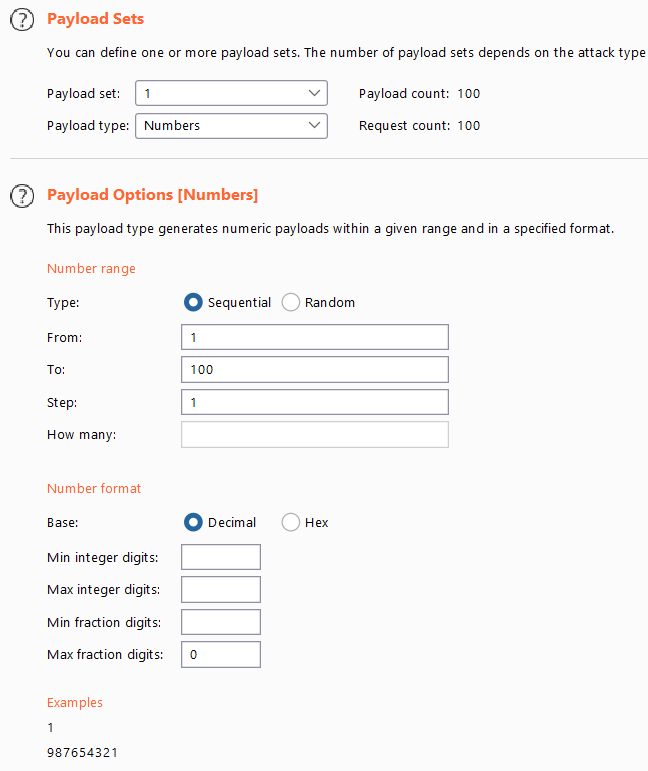 Payload Sets
You can define one or more payload sets. The number of payload sets depends on the attack type
Payload set: 1 Payload count: 100
Payload type: Numbers Request count: 100
Payload Options [Numbers]
This payload type generates numeric payloads within a given range and in a specified format.
Number range
Type: Sequential Random
From: 1
To: 100
Step: 1
How many:
Number format
Base: Decimal Hex
Min integer digits:
Max integer digits:
Min fraction digits:
Max fraction digits: 0
Examples
1
987654321